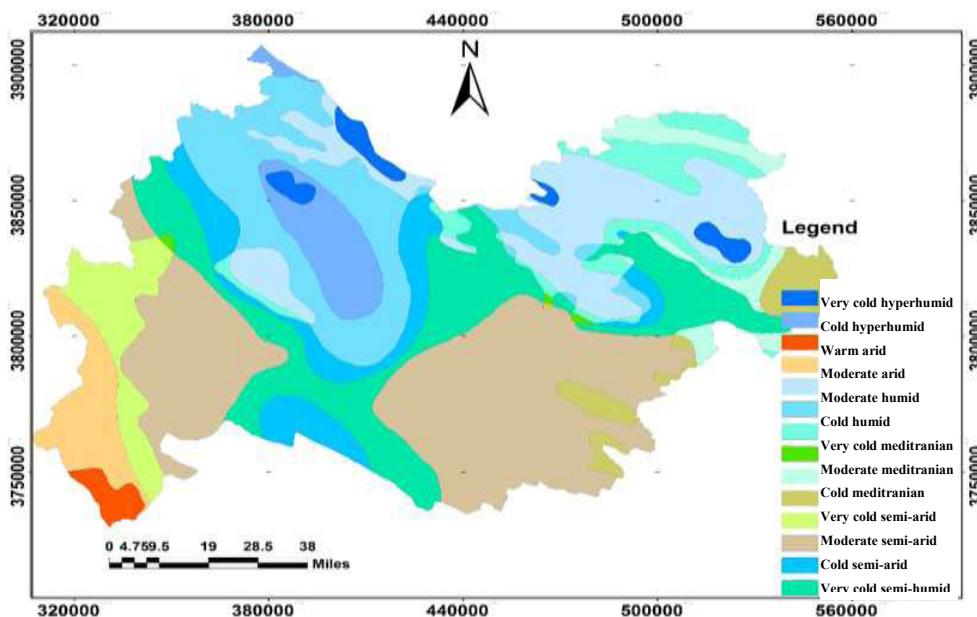 320000 380000 440000 500000 560000
N
3900000 3900000
3850000 3850000
Legend
Very cold hyperhumid
Cold hyperhumid
Warm arid
3800000 3800000
Moderate arid
Moderate humid
Cold humid
Very cold meditranian
Moderate meditranian
3750000 3750000
Cold meditranian
Very cold semi-arid
Moderate semi-arid
Cold semi-arid
Very cold semi-humid
0 4.759.5 19 28.5 38
Miles
320000 380000 440000 500000 560000